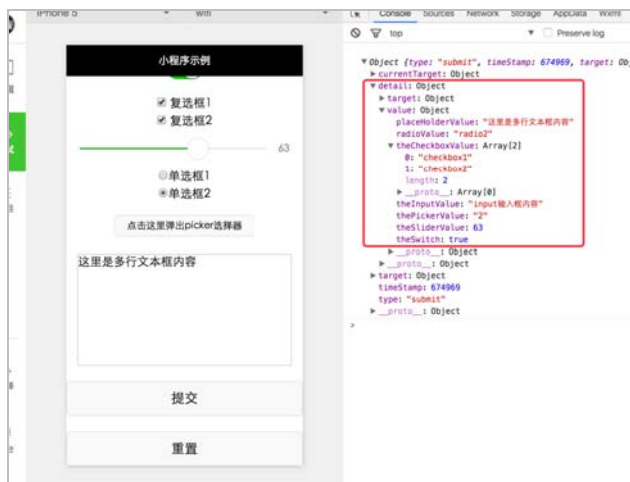 iPhone 5
Wifi
小程序示例
复选框1
复选框2
63
单选框1
单选框2
点击这里弹出picker选择器
这里是多行文本框内容
提交
重置
Console Sources Network Storage AppData Wxml
top
Preserve log
▼Object {type: "submit", timeStamp: 674969, target: Ob
▶currentTarget: Object
▼detail: Object
▶target: Object
▼value: Object
placeHolderValue: "这里是多行文本框内容"
radioValue: "radio2"
▼theCheckboxValue: Array[2]
0: "checkbox1"
1: "checkbox2"
length: 2
▶__proto__: Array[0]
theInputValue: "input输入框内容"
thePickerValue: "2"
theSliderValue: 63
theSwitch: true
▶__proto__: Object
▶__proto__: Object
▶target: Object
timeStamp: 674969
type: "submit"
▶__proto__: Object
>